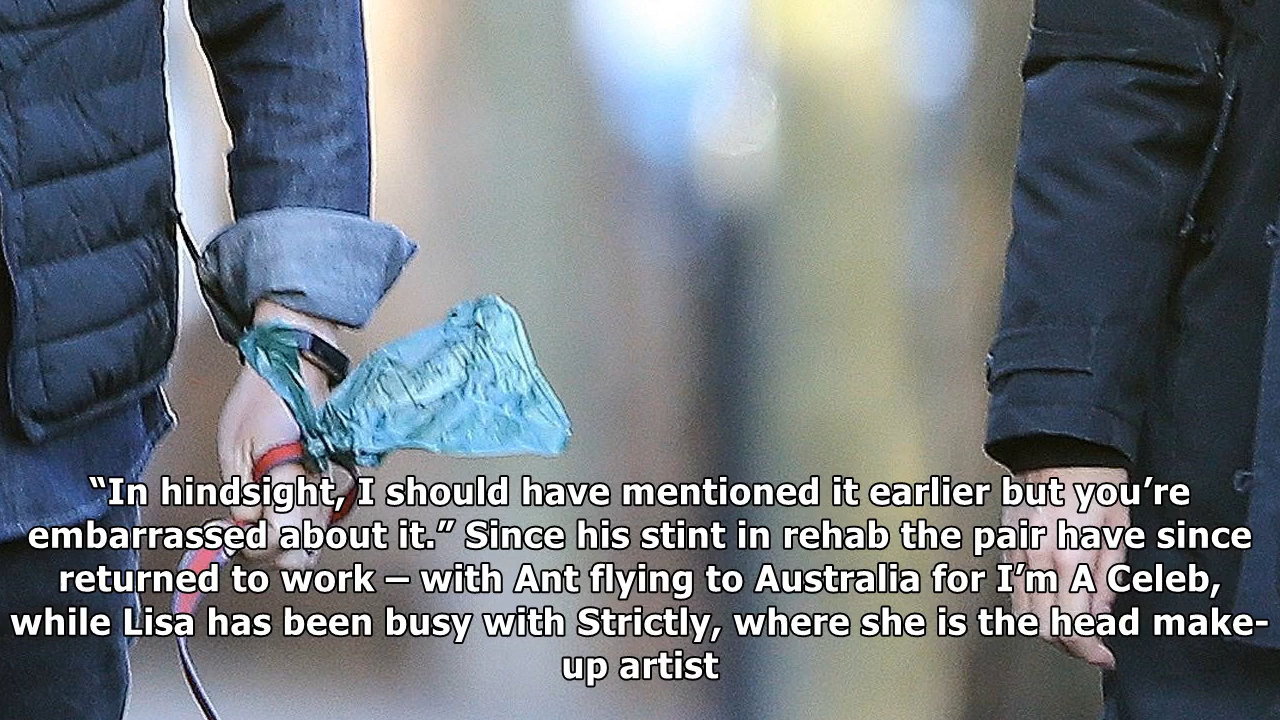 “In hindsight, I should have mentioned it earlier but you’re
embarrassed about it.” Since his stint in rehab the pair have since
returned to work – with Ant flying to Australia for I’m A Celeb,
while Lisa has been busy with Strictly, where she is the head make-
up artist